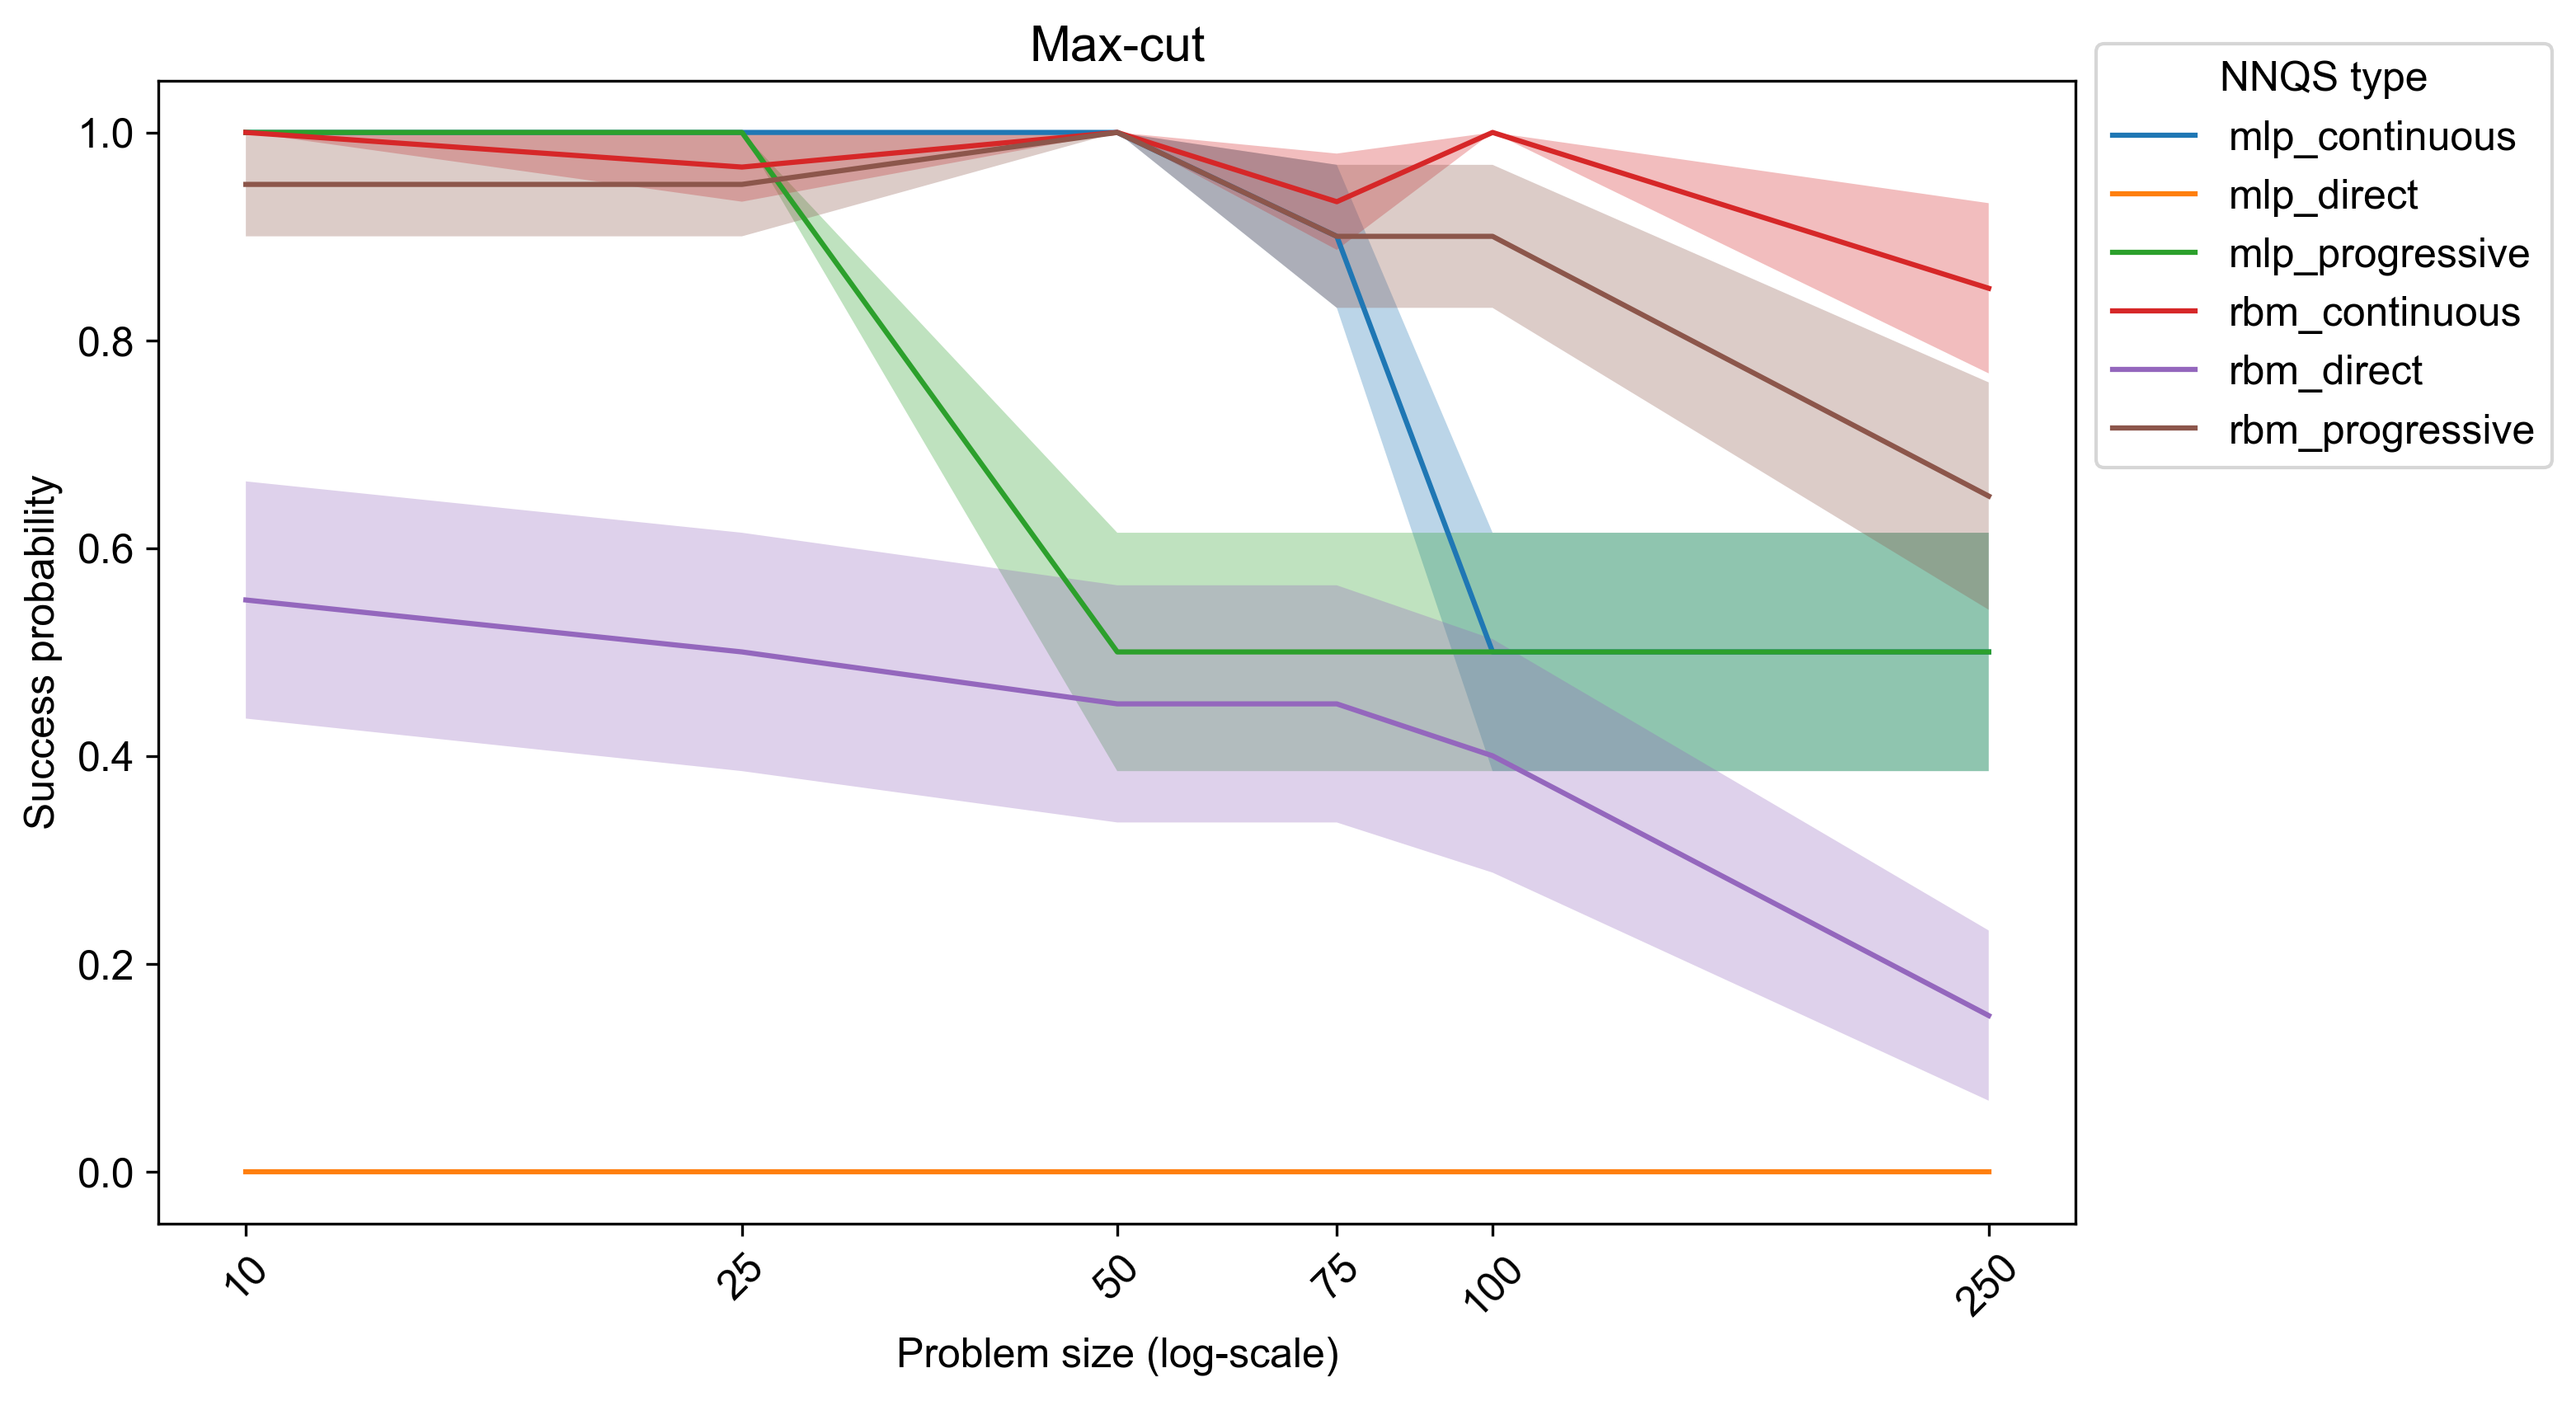 Max-cut
NNQS type
mlp_continuous
mlp_direct
mlp_progressive
rbm_continuous
rbm_direct
rbm_progressive
Success probability
1.0
0.8
0.6
0.4
0.2
0.0
10
25
50
75
100
250
Problem size (log-scale)